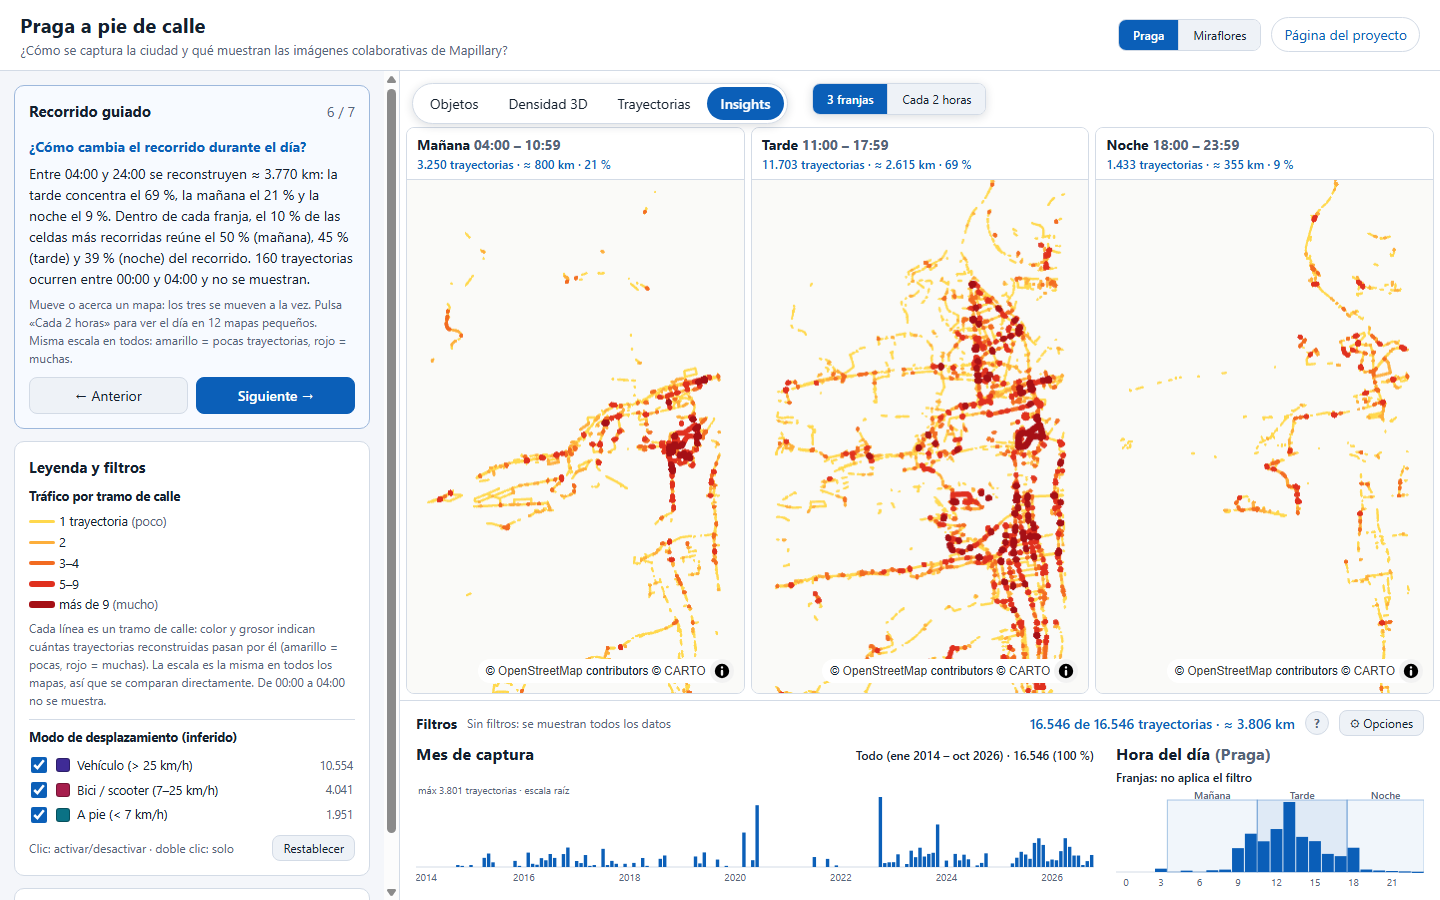 Praga a pie de calle
¿Cómo se captura la ciudad y qué muestran las imágenes colaborativas de Mapillary?
Praga
Miraflores
Página del proyecto
Recorrido guiado
6 / 7
¿Cómo cambia el recorrido durante el día?
Entre 04:00 y 24:00 se reconstruyen ≈ 3.770 km: la
tarde concentra el 69 %, la mañana el 21 % y la
noche el 9 %. Dentro de cada franja, el 10 % de las
celdas más recorridas reúne el 50 % (mañana), 45 %
(tarde) y 39 % (noche) del recorrido. 160 trayectorias
ocurren entre 00:00 y 04:00 y no se muestran.
Mueve o acerca un mapa: los tres se mueven a la vez. Pulsa
«Cada 2 horas» para ver el día en 12 mapas pequeños.
Misma escala en todos: amarillo = pocas trayectorias, rojo =
muchas.
← Anterior
Siguiente →
Leyenda y filtros
Tráfico por tramo de calle
1 trayectoria (poco)
2
3–4
5–9
más de 9 (mucho)
Cada línea es un tramo de calle: color y grosor indican
cuántas trayectorias reconstruidas pasan por él (amarillo =
pocas, rojo = muchas). La escala es la misma en todos los
mapas, así que se comparan directamente. De 00:00 a 04:00
no se muestra.
Modo de desplazamiento (inferido)
Vehículo (> 25 km/h) 10.554
Bici / scooter (7–25 km/h) 4.041
A pie (< 7 km/h) 1.951
Clic: activar/desactivar · doble clic: solo
Restablecer
Objetos
Densidad 3D
Trayectorias
Insights
3 franjas
Cada 2 horas
Mañana 04:00 – 10:59
3.250 trayectorias · ≈ 800 km · 21 %
Tarde 11:00 – 17:59
11.703 trayectorias · ≈ 2.615 km · 69 %
Noche 18:00 – 23:59
1.433 trayectorias · ≈ 355 km · 9 %
© OpenStreetMap contributors © CARTO
© OpenStreetMap contributors © CARTO
© OpenStreetMap contributors © CARTO
Filtros
Sin filtros: se muestran todos los datos
16.546 de 16.546 trayectorias · ≈ 3.806 km
?
⚙ Opciones
Mes de captura
Todo (ene 2014 – oct 2026) · 16.546 (100 %)
máx 3.801 trayectorias · escala raíz
2014 2016 2018 2020 2022 2024 2026
Hora del día (Praga)
Franjas: no aplica el filtro
Mañana Tarde Noche
0 3 6 9 12 15 18 21